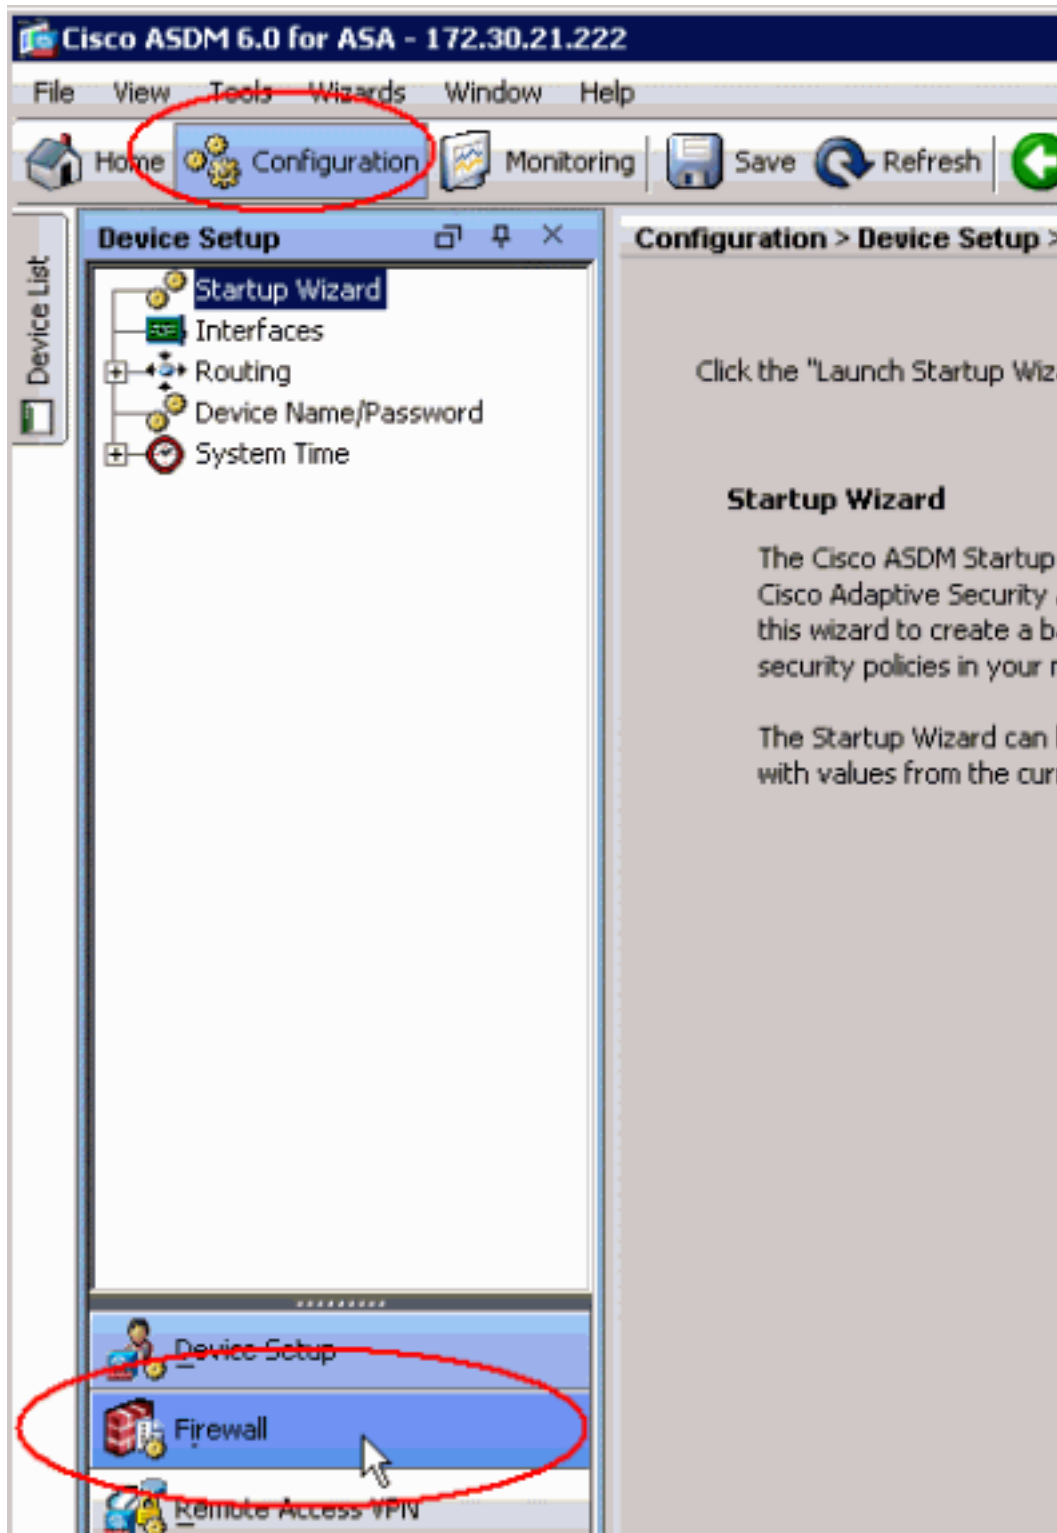 Cisco ASDM 6.0 for ASA - 172.30.21.222
File View Tools Wizards Window Help
Home Configuration Monitoring Save Refresh
Device List
Device Setup
Startup Wizard
Interfaces
Routing
Device Name/Password
System Time
Configuration > Device Setup >
Click the "Launch Startup Wiz
Startup Wizard
The Cisco ASDM Startup
Cisco Adaptive Security
this wizard to create a ba
security policies in your
The Startup Wizard can
with values from the curr
Device Setup
Firewall
Remote Access VPN